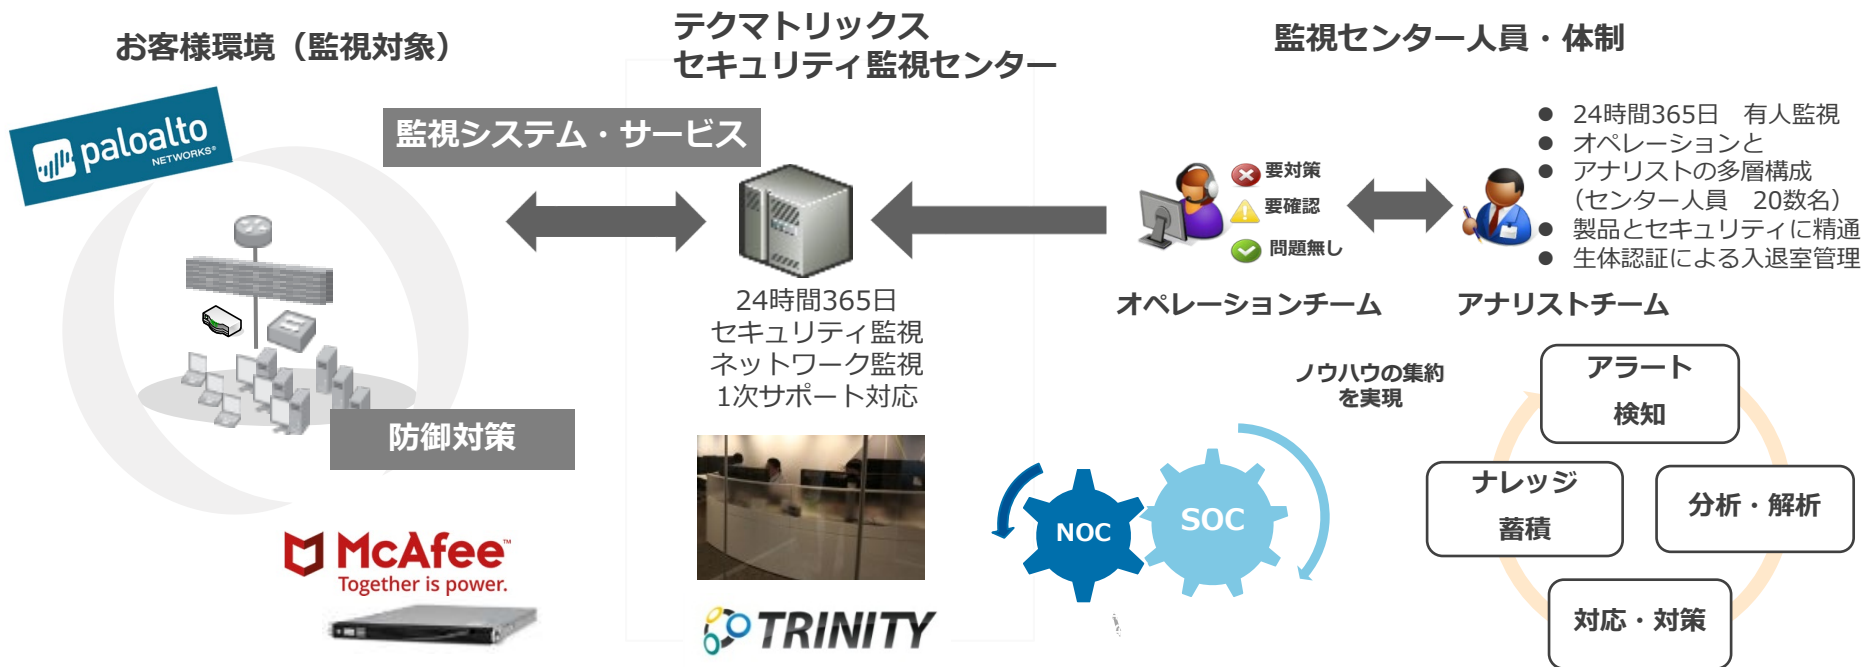 お客様環境（監視対象）
テクマトリックス
セキュリティ監視センター
監視センター人員・体制
paloalto
NETWORKS®
監視システム・サービス
防御対策
McAfee™
Together is power.
24時間365日
セキュリティ監視
ネットワーク監視
1次サポート対応
TRINITY
要対策
要確認
問題無し
オペレーションチーム
アナリストチーム
● 24時間365日　有人監視
● オペレーションと
● アナリストの多層構成
（センター人員　20数名）
● 製品とセキュリティに精通
● 生体認証による入退室管理
ノウハウの集約
を実現
NOC
SOC
アラート
検知
分析・解析
対応・対策
ナレッジ
蓄積